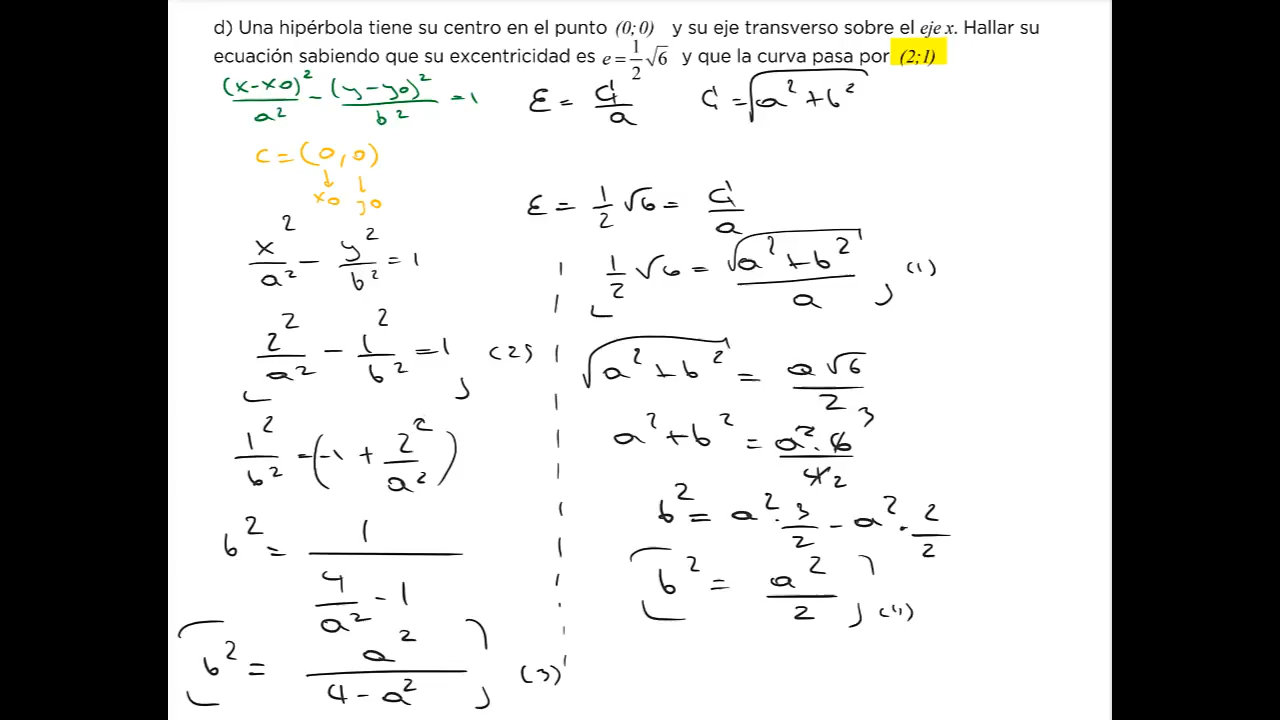 d) Una hipérbola tiene su centro en el punto (0;0) y su eje transverso sobre el eje x. Hallar su
ecuación sabiendo que su excentricidad es e = 1/2 √6 y que la curva pasa por (2;1)
(x-x0)²/a² - (y-y0)²/b² = 1
C = (0,0)
↓ ↓
x0 y0
x²/a² - y²/b² = 1
2²/a² - 1²/b² = 1 (2)
1²/b² = (-1 + 2²/a²)
b² = 1/(4/a² - 1)
b² = a²/(4 - a²) (3)
ε = C/a C = √(a² + b²)
ε = 1/2 √6 = C/a
1/2 √6 = √(a² + b²)/a (1)
√(a² + b²) = a√6/2
a² + b² = a²·6/4 3 2
b² = a²·3/2 - a²·2/2
b² = a²/2 (4)